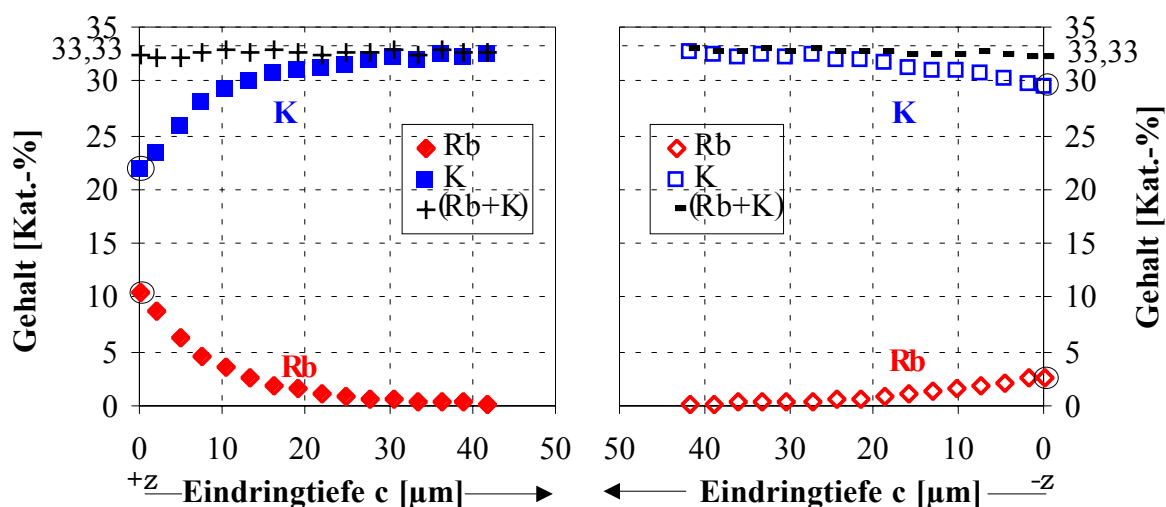 35
33,33
30
25
20
15
10
5
0
Gehalt [Kat.-%]
K
Rb
K
(Rb+K)
Rb
0 10 20 30 40 50
+z Eindringtiefe c [µm]
35
33,33
30
25
20
15
10
5
0
Gehalt [Kat.-%]
K
Rb
K
(Rb+K)
Rb
50 40 30 20 10 0
Eindringtiefe c [µm] -z